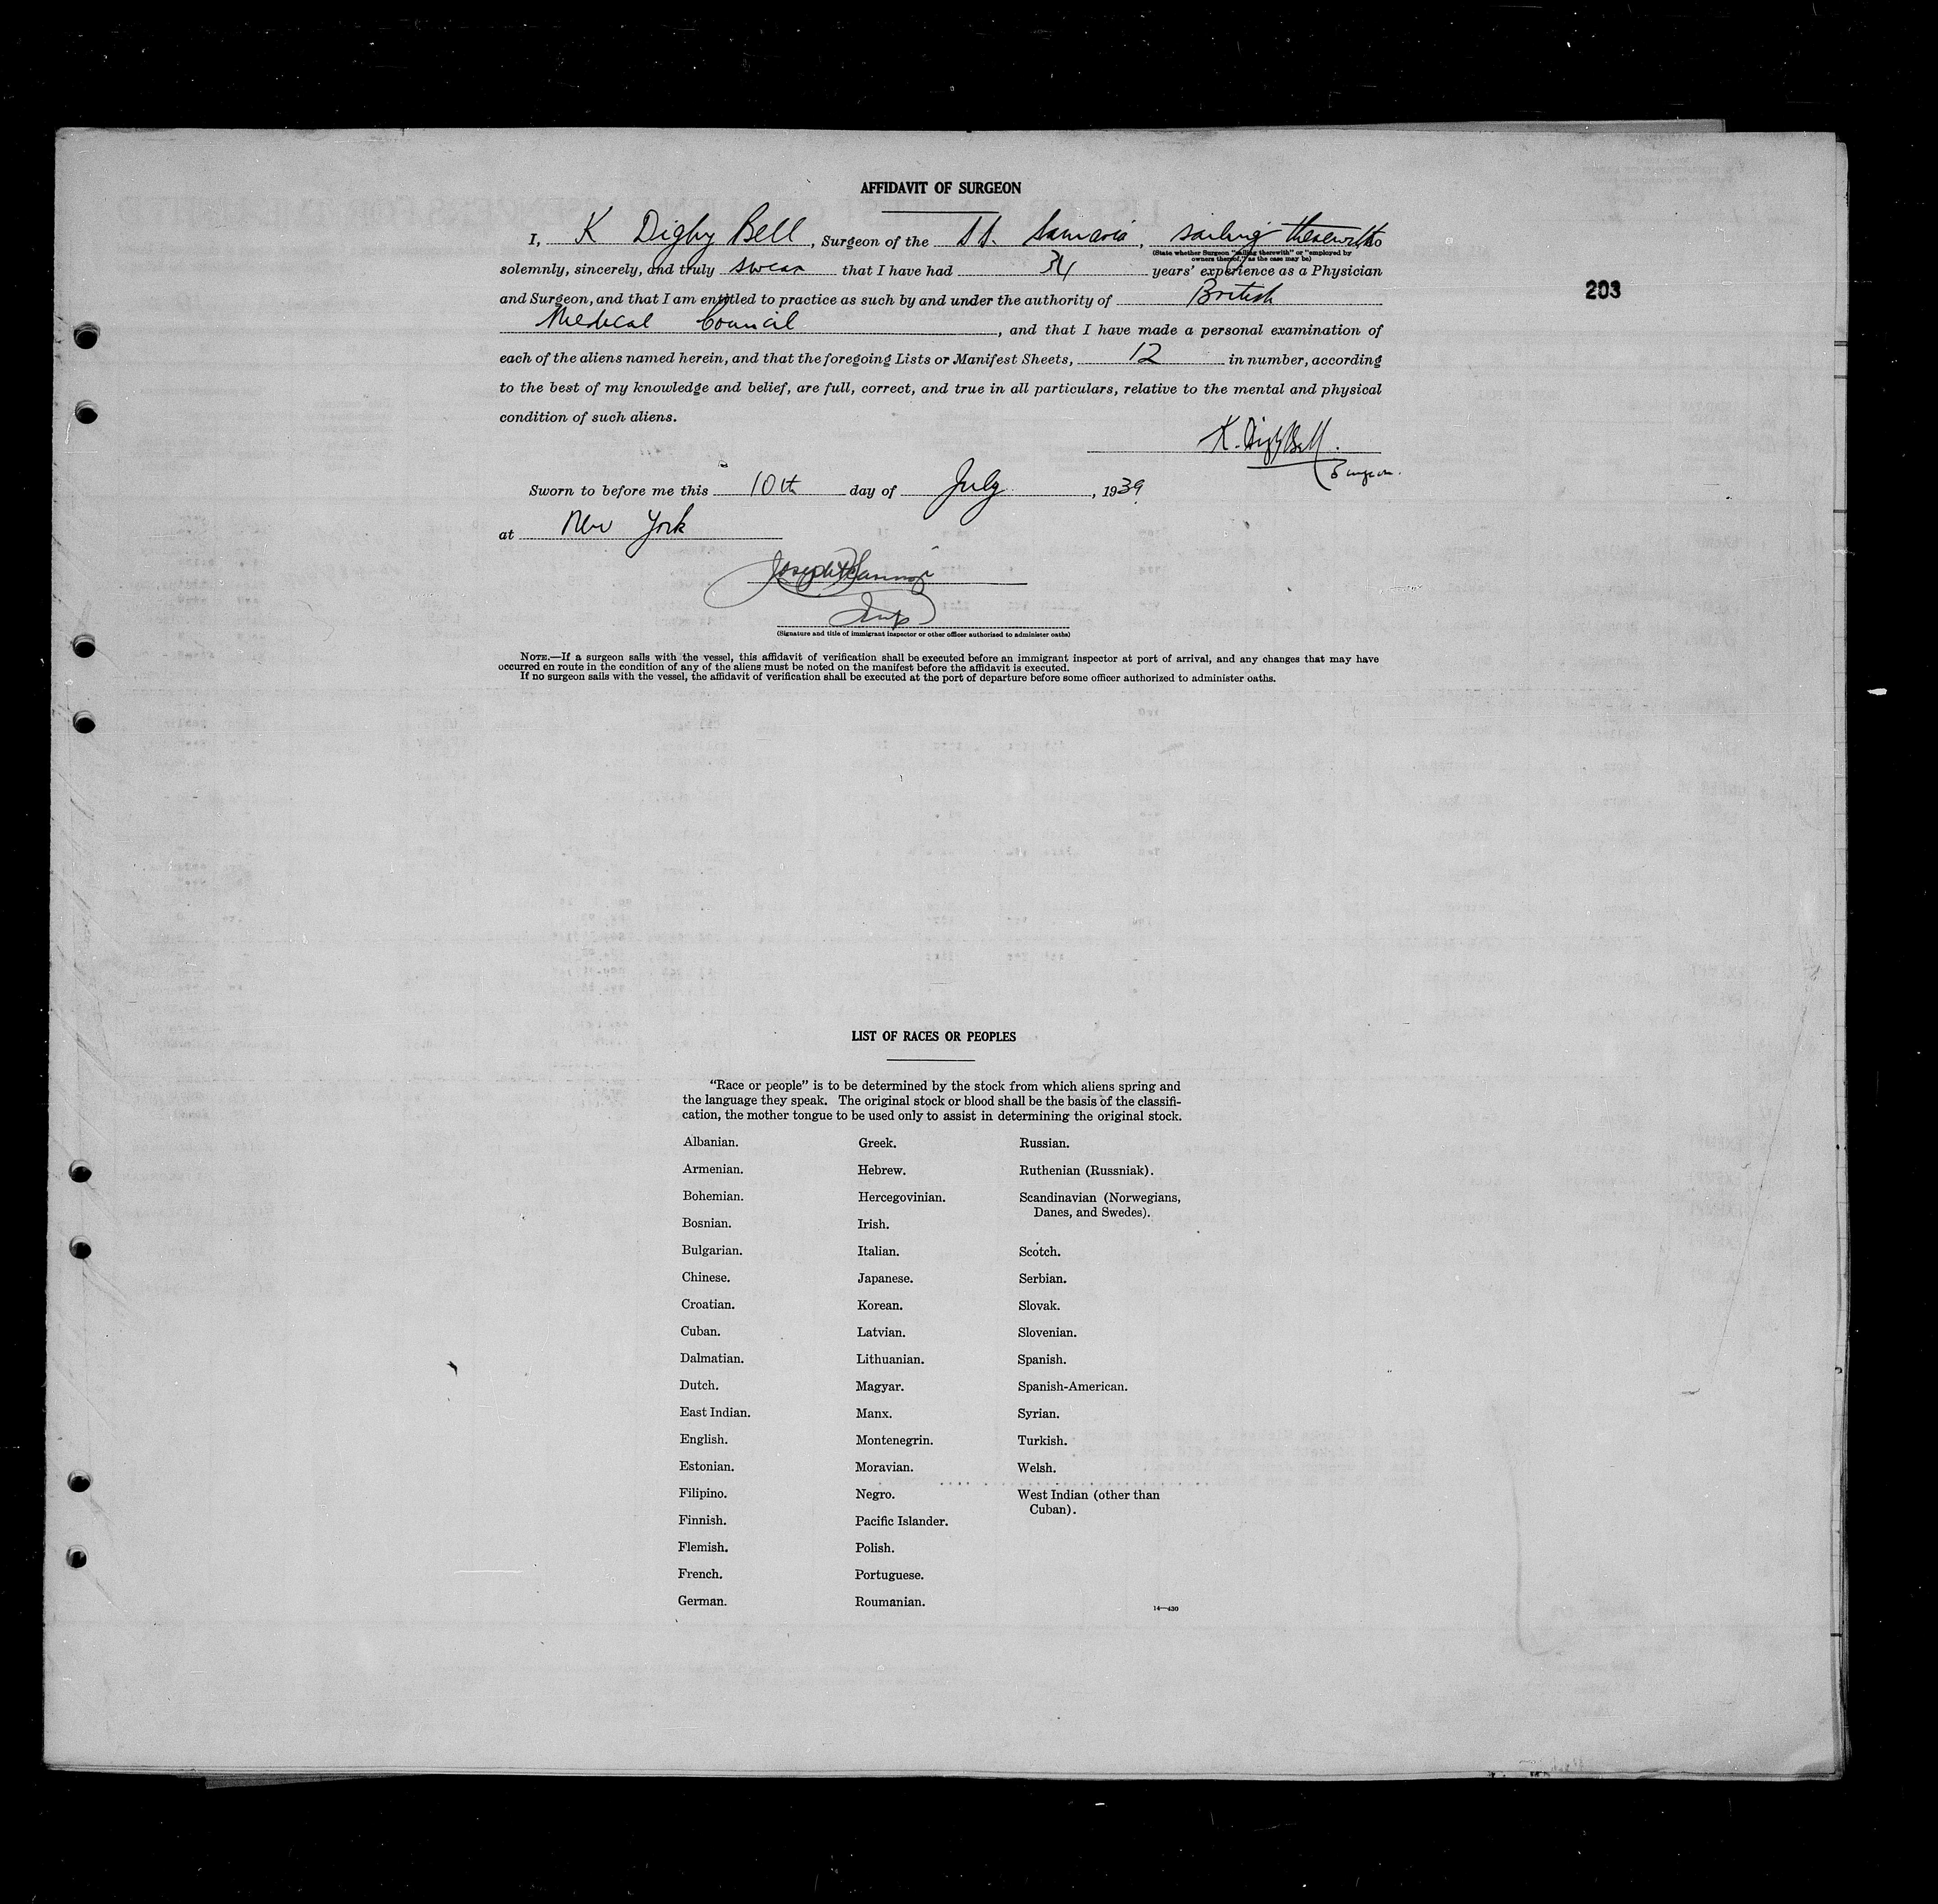 AFFIDAVIT OF SURGEON
I, K Digby Bell, Surgeon of the SS. Samaria, sailing therewith do
(State whether Surgeon "sailing therewith" or "employed by
owners thereof," as the case may be)
solemnly, sincerely, and truly swear that I have had 34 years' experience as a Physician
and Surgeon, and that I am entitled to practice as such by and under the authority of British
203
Medical Council, and that I have made a personal examination of
each of the aliens named herein, and that the foregoing Lists or Manifest Sheets, 12 in number, according
to the best of my knowledge and belief, are full, correct, and true in all particulars, relative to the mental and physical
condition of such aliens.
K. Digby Bell.
Surgeon.
Sworn to before me this 10th day of July, 1939
at New York
Joseph
Insp
(Signature and title of immigrant inspector or other officer authorized to administer oaths)
NOTE.—If a surgeon sails with the vessel, this affidavit of verification shall be executed before an immigrant inspector at port of arrival, and any changes that may have
occurred en route in the condition of any of the aliens must be noted on the manifest before the affidavit is executed.
If no surgeon sails with the vessel, the affidavit of verification shall be executed at the port of departure before some officer authorized to administer oaths.
LIST OF RACES OR PEOPLES
"Race or people" is to be determined by the stock from which aliens spring and
the language they speak. The original stock or blood shall be the basis of the classifi-
cation, the mother tongue to be used only to assist in determining the original stock.
Albanian.
Armenian.
Bohemian.
Bosnian.
Bulgarian.
Chinese.
Croatian.
Cuban.
Dalmatian.
Dutch.
East Indian.
English.
Estonian.
Filipino.
Finnish.
Flemish.
French.
German.
Greek.
Hebrew.
Hercegovinian.
Irish.
Italian.
Japanese.
Korean.
Latvian.
Lithuanian.
Magyar.
Manx.
Montenegrin.
Moravian.
Negro.
Pacific Islander.
Polish.
Portuguese.
Roumanian.
Russian.
Ruthenian (Russniak).
Scandinavian (Norwegians,
Danes, and Swedes).
Scotch.
Serbian.
Slovak.
Slovenian.
Spanish.
Spanish-American.
Syrian.
Turkish.
Welsh.
West Indian (other than
Cuban).
14—430